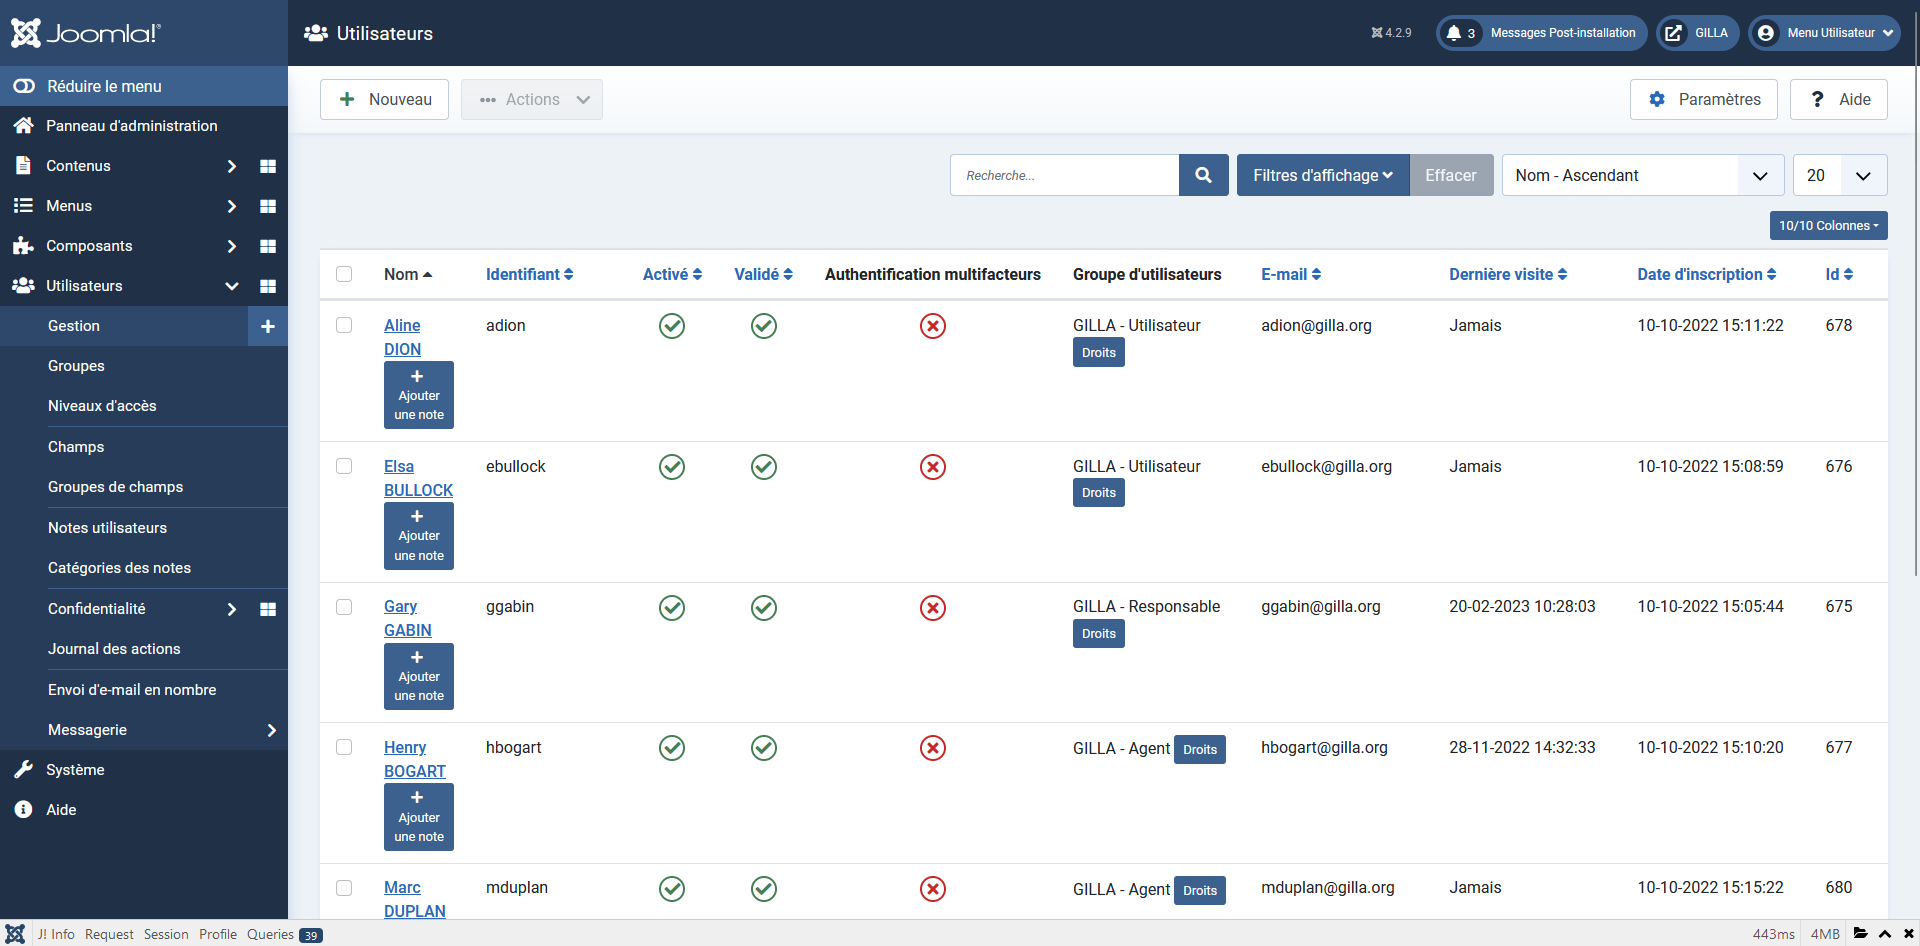 Joomla!®
Utilisateurs
4.2.9
3 Messages Post-installation
GILLA
Menu Utilisateur
Réduire le menu
Panneau d'administration
Contenus
Menus
Composants
Utilisateurs
Gestion
Groupes
Niveaux d'accès
Champs
Groupes de champs
Notes utilisateurs
Catégories des notes
Confidentialité
Journal des actions
Envoi d'e-mail en nombre
Messagerie
Système
Aide
Nouveau
Actions
Paramètres
Aide
Recherche...
Filtres d'affichage
Effacer
Nom - Ascendant
20
10/10 Colonnes
Nom Identifiant Activé Validé Authentification multifacteurs Groupe d'utilisateurs E-mail Dernière visite Date d'inscription Id
Aline adion GILLA - Utilisateur adion@gilla.org Jamais 10-10-2022 15:11:22 678
DION Droits
Ajouter
une note
Elsa ebullock GILLA - Utilisateur ebullock@gilla.org Jamais 10-10-2022 15:08:59 676
BULLOCK Droits
Ajouter
une note
Gary ggabin GILLA - Responsable ggabin@gilla.org 20-02-2023 10:28:03 10-10-2022 15:05:44 675
GABIN Droits
Ajouter
une note
Henry hbogart GILLA - Agent Droits hbogart@gilla.org 28-11-2022 14:32:33 10-10-2022 15:10:20 677
BOGART
Ajouter
une note
Marc mduplan GILLA - Agent Droits mduplan@gilla.org Jamais 10-10-2022 15:15:22 680
DUPLAN
J! Info Request Session Profile Queries 39 443ms 4MB